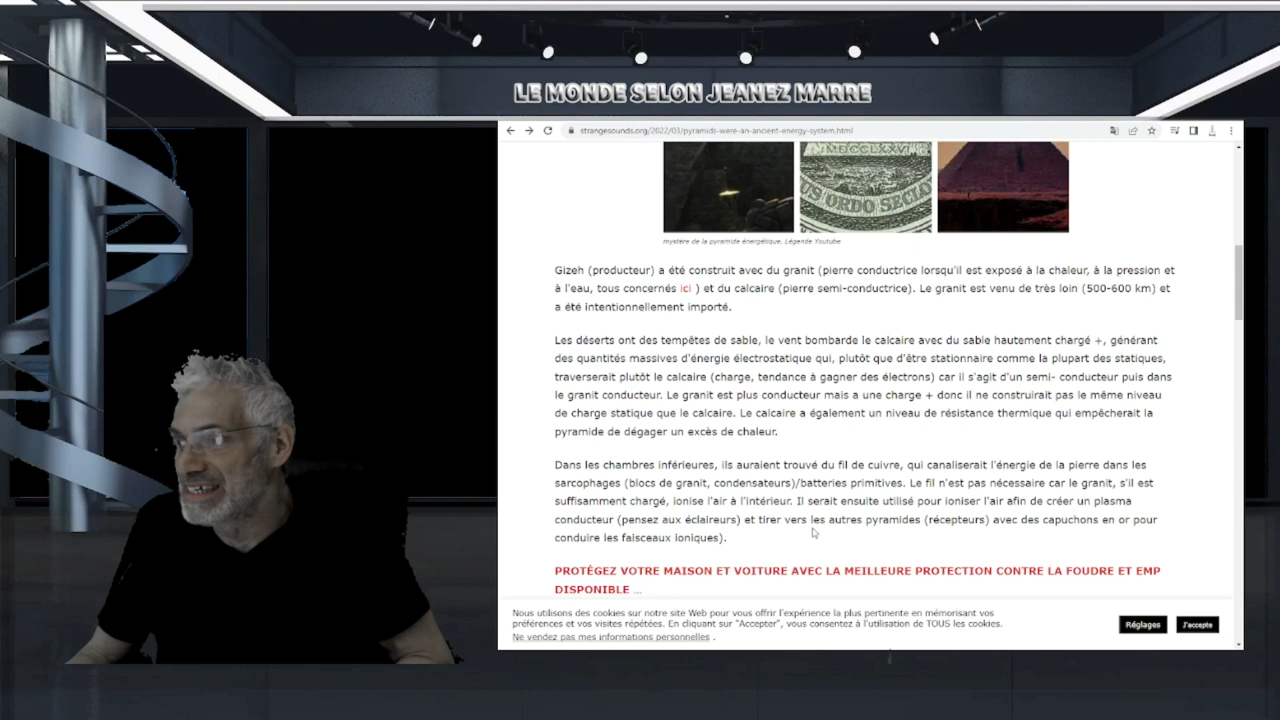 LE MONDE SELON JEANEZ MARRE
strangesounds.org/2022/03/pyramids-were-an-ancient-energy-system.html
MDCCLXXVI
US ORDO SECLO
mystère de la pyramide énergétique. Légende Youtube
Gizeh (producteur) a été construit avec du granit (pierre conductrice lorsqu'il est exposé à la chaleur, à la pression et
à l'eau, tous concernés ici ) et du calcaire (pierre semi-conductrice). Le granit est venu de très loin (500-600 km) et
a été intentionnellement importé.
Les déserts ont des tempêtes de sable, le vent bombarde le calcaire avec du sable hautement chargé +, générant
des quantités massives d'énergie électrostatique qui, plutôt que d'être stationnaire comme la plupart des statiques,
traverserait plutôt le calcaire (charge, tendance à gagner des électrons) car il s'agit d'un semi- conducteur puis dans
le granit conducteur. Le granit est plus conducteur mais a une charge + donc il ne construirait pas le même niveau
de charge statique que le calcaire. Le calcaire a également un niveau de résistance thermique qui empêcherait la
pyramide de dégager un excès de chaleur.
Dans les chambres inférieures, ils auraient trouvé du fil de cuivre, qui canaliserait l'énergie de la pierre dans les
sarcophages (blocs de granit, condensateurs)/batteries primitives. Le fil n'est pas nécessaire car le granit, s'il est
suffisamment chargé, ionise l'air à l'intérieur. Il serait ensuite utilisé pour ioniser l'air afin de créer un plasma
conducteur (pensez aux éclaireurs) et tirer vers les autres pyramides (récepteurs) avec des capuchons en or pour
conduire les faisceaux ioniques).
PROTÉGEZ VOTRE MAISON ET VOITURE AVEC LA MEILLEURE PROTECTION CONTRE LA FOUDRE ET EMP
DISPONIBLE ...
Nous utilisons des cookies sur notre site Web pour vous offrir l'expérience la plus pertinente en mémorisant vos
préférences et vos visites répétées. En cliquant sur "Accepter", vous consentez à l'utilisation de TOUS les cookies.
Ne vendez pas mes informations personnelles .
Réglages
J'accepte